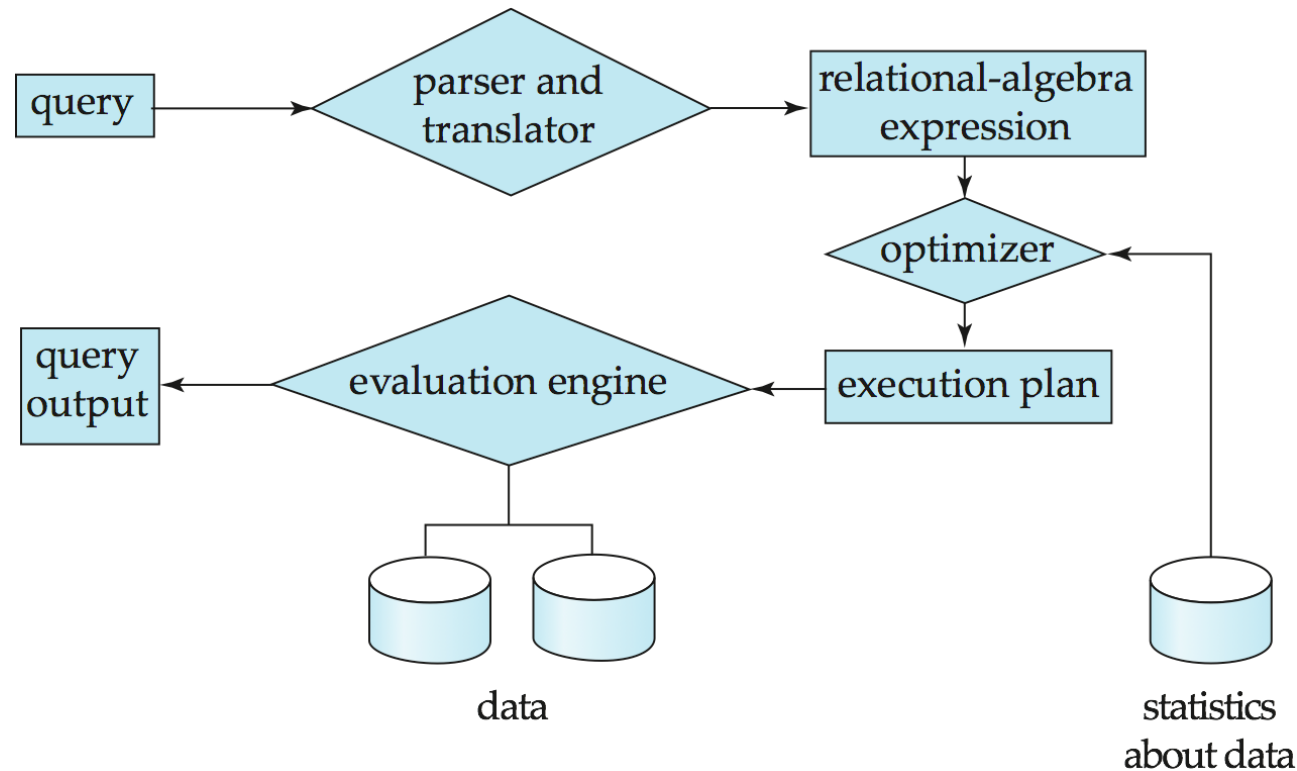 query
parser and
translator
relational-algebra
expression
optimizer
query
output
evaluation engine
execution plan
data
statistics
about data